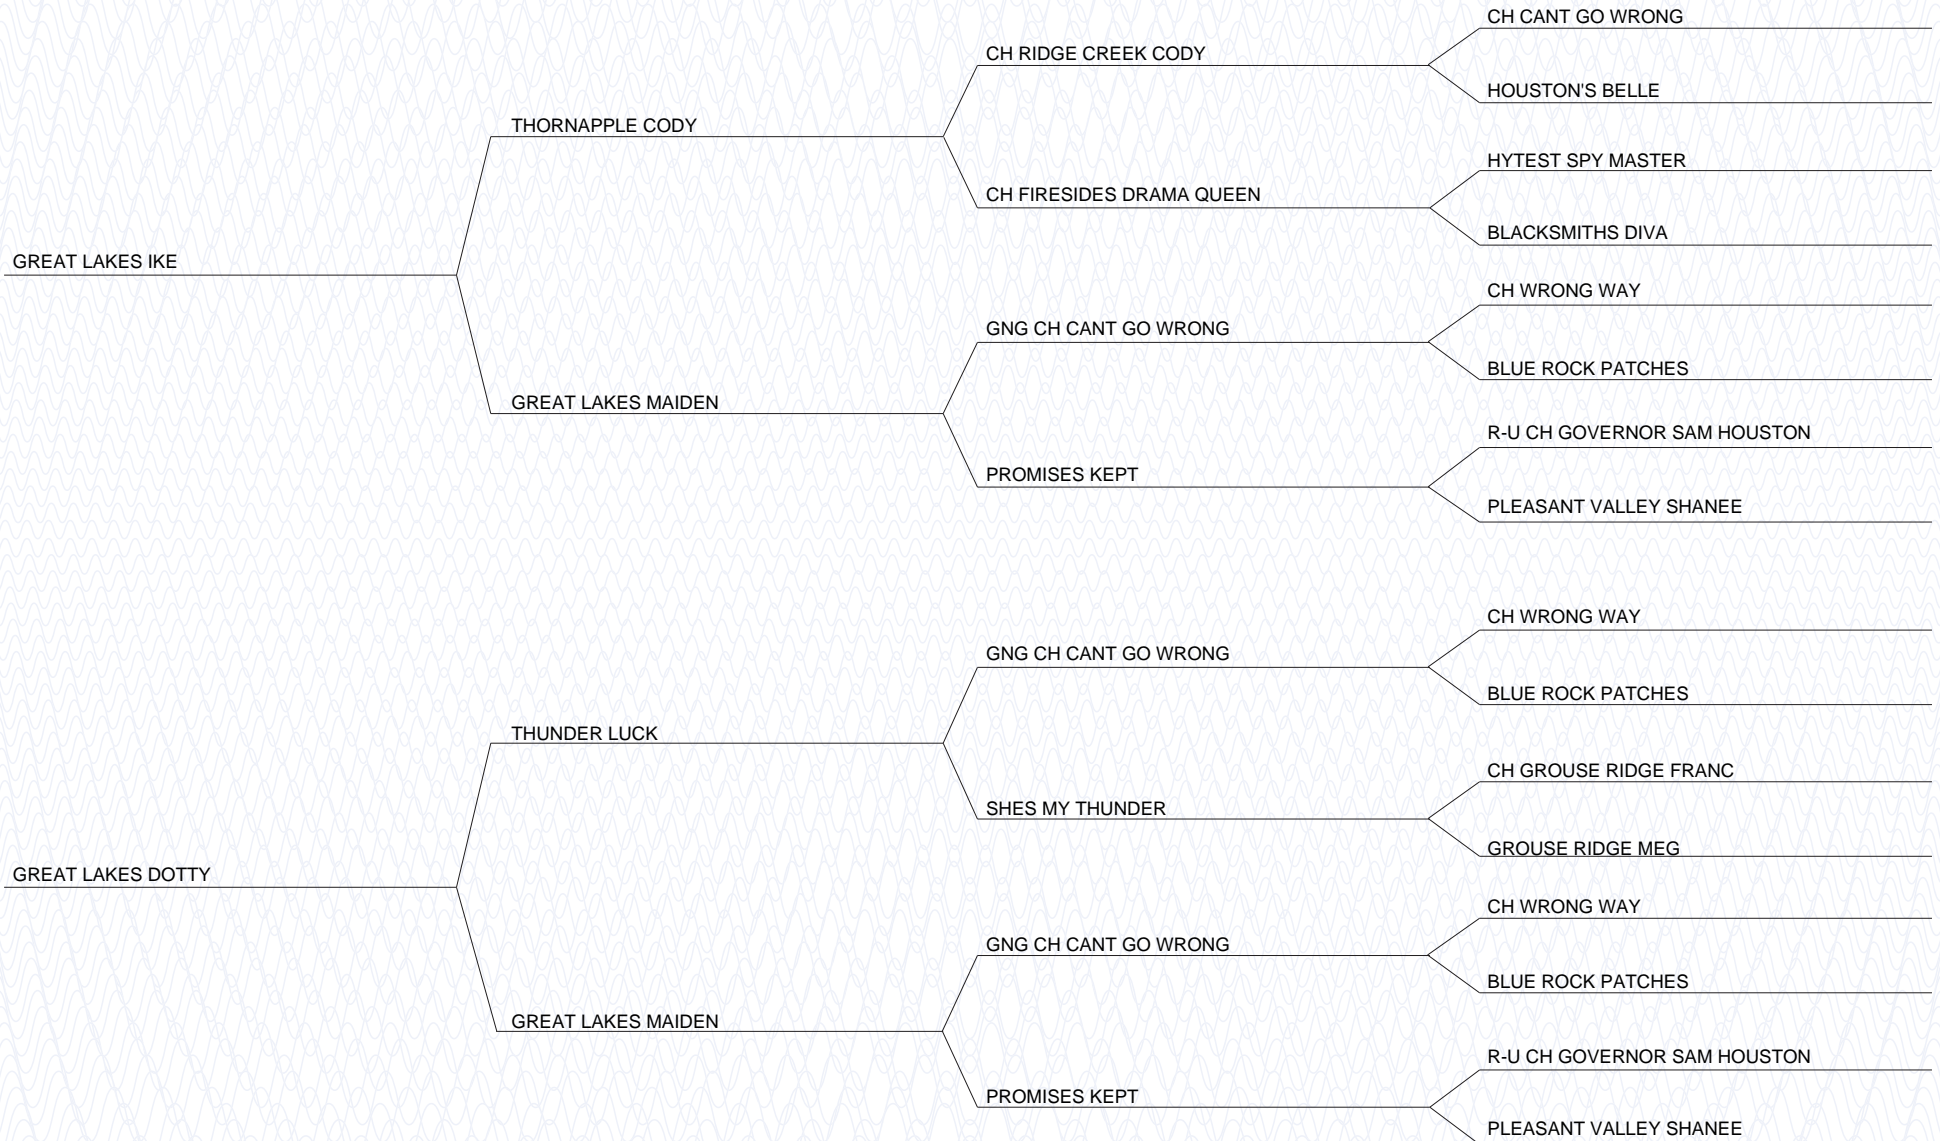 CH CANT GO WRONG
CH RIDGE CREEK CODY
HOUSTON'S BELLE
THORNAPPLE CODY
HYTEST SPY MASTER
CH FIRESIDES DRAMA QUEEN
BLACKSMITHS DIVA
GREAT LAKES IKE
CH WRONG WAY
GNG CH CANT GO WRONG
BLUE ROCK PATCHES
GREAT LAKES MAIDEN
R-U CH GOVERNOR SAM HOUSTON
PROMISES KEPT
PLEASANT VALLEY SHANEE
CH WRONG WAY
GNG CH CANT GO WRONG
BLUE ROCK PATCHES
THUNDER LUCK
CH GROUSE RIDGE FRANC
SHES MY THUNDER
GROUSE RIDGE MEG
GREAT LAKES DOTTY
CH WRONG WAY
GNG CH CANT GO WRONG
BLUE ROCK PATCHES
GREAT LAKES MAIDEN
R-U CH GOVERNOR SAM HOUSTON
PROMISES KEPT
PLEASANT VALLEY SHANEE